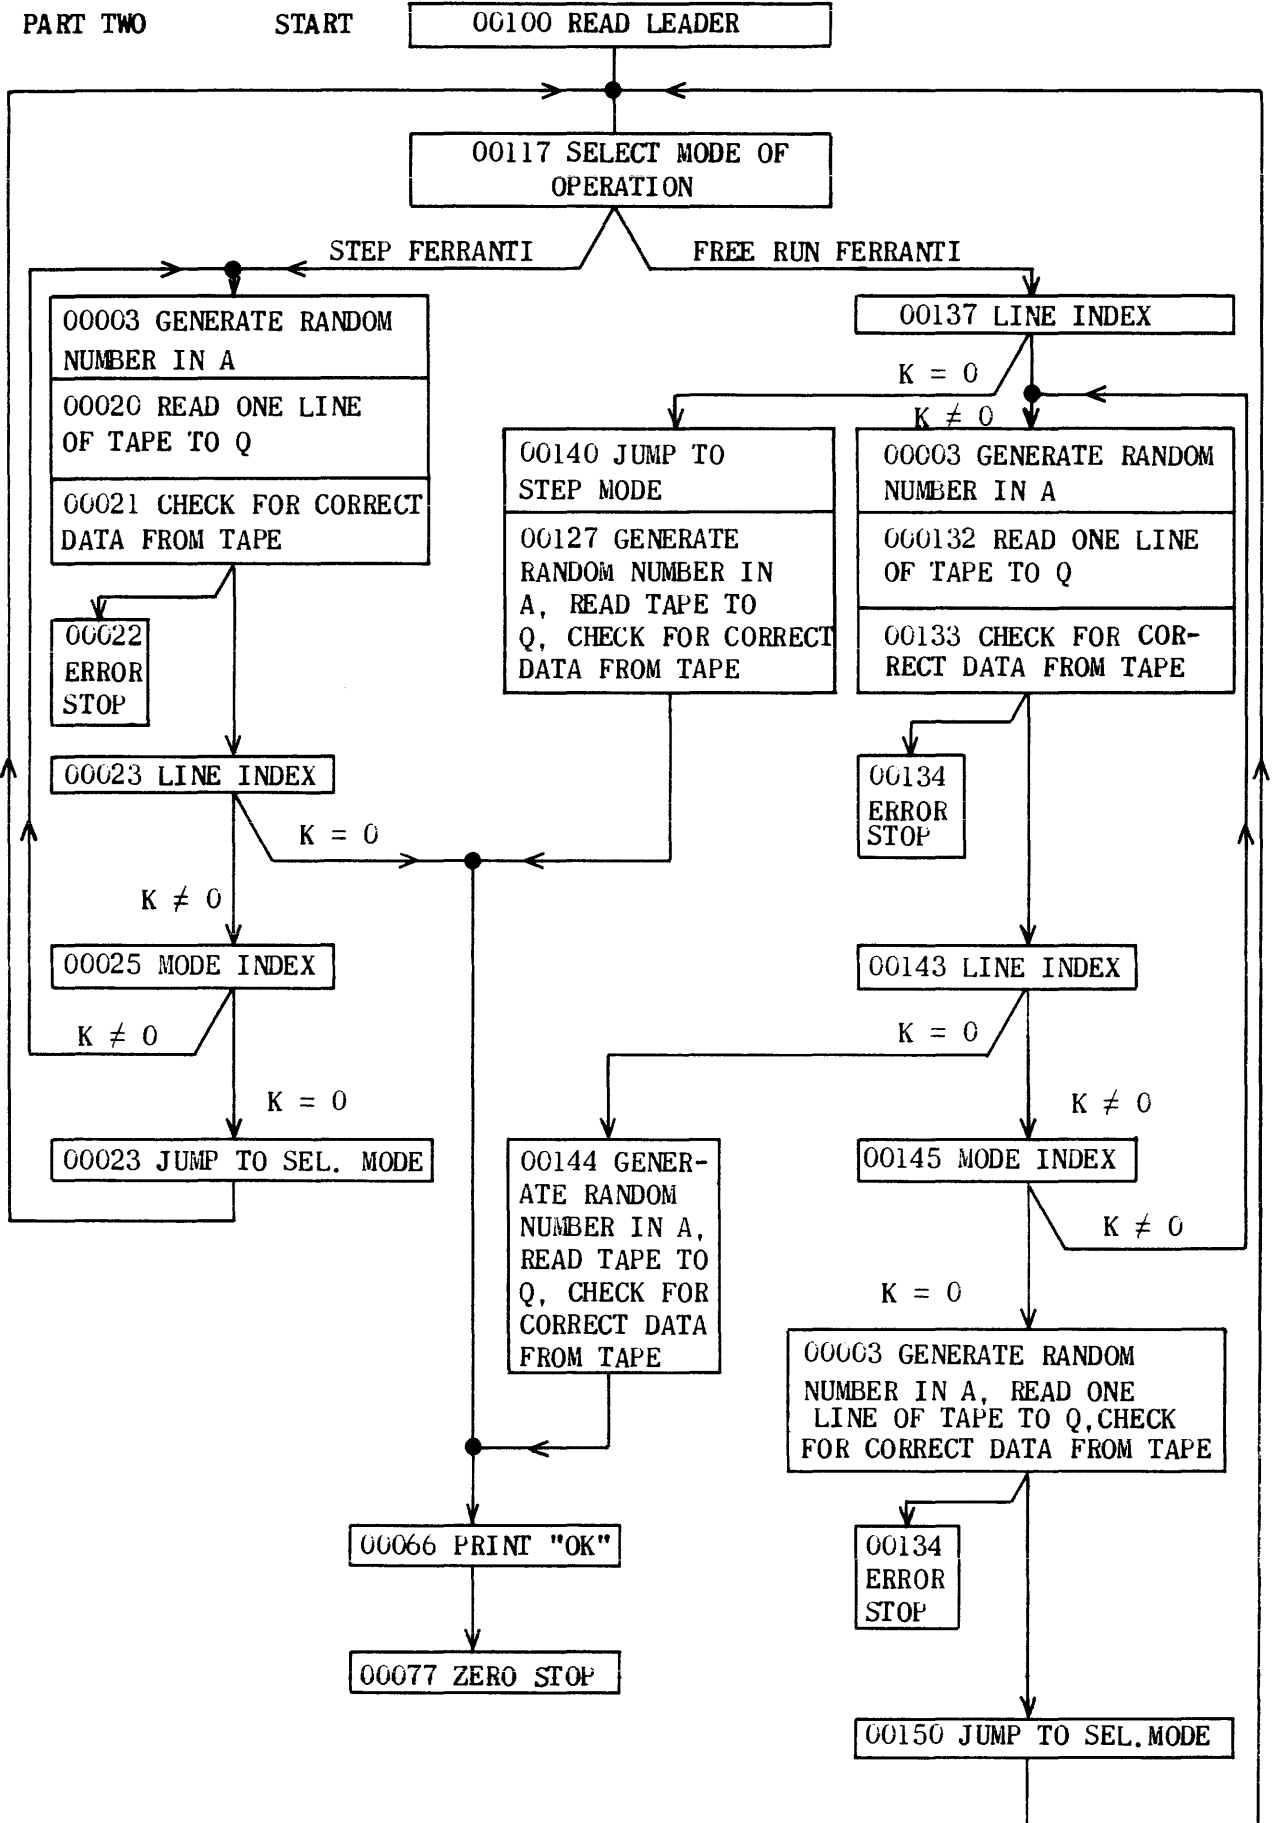 PART TWO START 00100 READ LEADER
00117 SELECT MODE OF
OPERATION
STEP FERRANTI
FREE RUN FERRANTI
00003 GENERATE RANDOM
NUMBER IN A
00020 READ ONE LINE
OF TAPE TO Q
00021 CHECK FOR CORRECT
DATA FROM TAPE
00022
ERROR
STOP
00023 LINE INDEX
K = 0
K ≠ 0
00025 MODE INDEX
K ≠ 0
K = 0
00023 JUMP TO SEL. MODE
00137 LINE INDEX
K = 0
K ≠ 0
00140 JUMP TO
STEP MODE
00127 GENERATE
RANDOM NUMBER IN
A, READ TAPE TO
Q, CHECK FOR CORRECT
DATA FROM TAPE
00003 GENERATE RANDOM
NUMBER IN A
000132 READ ONE LINE
OF TAPE TO Q
00133 CHECK FOR COR-
RECT DATA FROM TAPE
00134
ERROR
STOP
00143 LINE INDEX
K = 0
K ≠ 0
00144 GENER-
ATE RANDOM
NUMBER IN A,
READ TAPE TO
Q, CHECK FOR
CORRECT DATA
FROM TAPE
00145 MODE INDEX
K ≠ 0
K = 0
00003 GENERATE RANDOM
NUMBER IN A, READ ONE
LINE OF TAPE TO Q,CHECK
FOR CORRECT DATA FROM TAPE
00134
ERROR
STOP
00066 PRINT "OK"
00077 ZERO STOP
00150 JUMP TO SEL.MODE